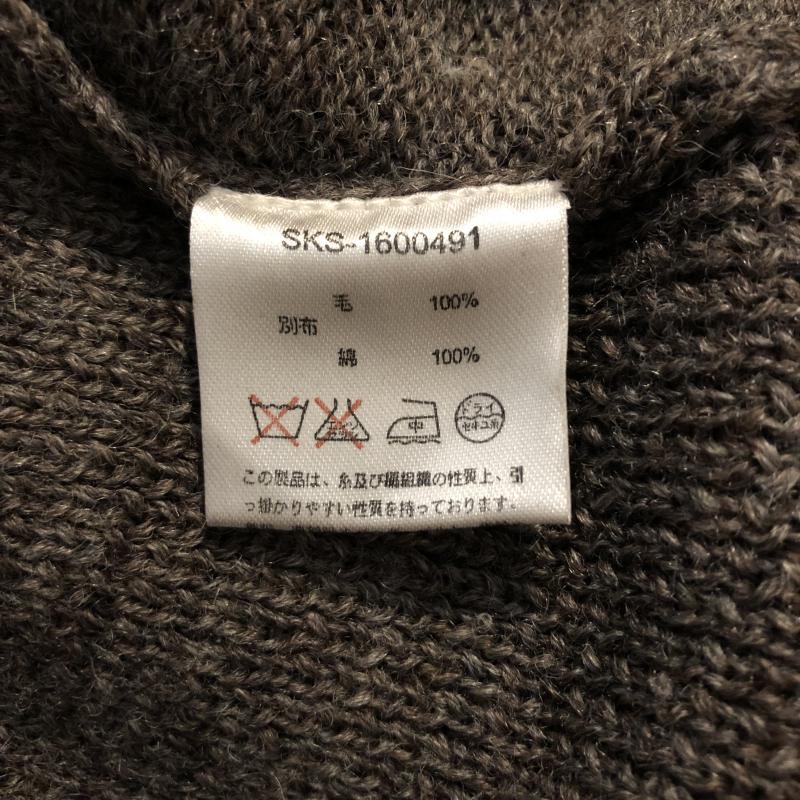 SKS-1600491
毛 100%
別布
綿 100%
中 ドライ
セキユ系
この製品は、糸及び編組織の性質上、引
っ掛かりやすい性質を持っております。